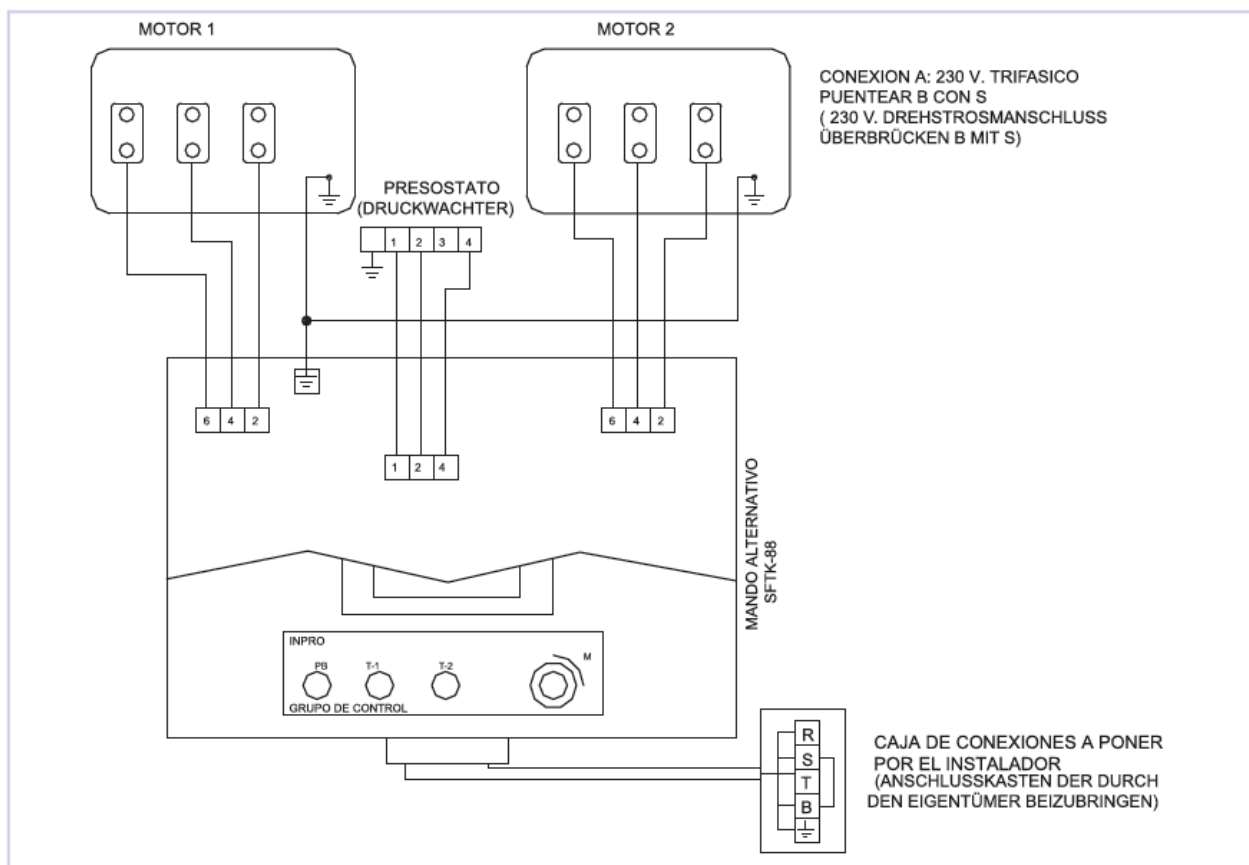 MOTOR 1
MOTOR 2
CONEXION A: 230 V. TRIFASICO
PUENTEAR B CON S
( 230 V. DREHSTROSMANSCHLUSS
ÜBERBRÜCKEN B MIT S)
PRESOSTATO
(DRUCKWACHTER)
1 2 3 4
6 4 2
6 4 2
1 2 4
MANDO ALTERNATIVO
SFTK-88
INPRO
PB T-1 T-2 M
GRUPO DE CONTROL
R
S
T
B
CAJA DE CONEXIONES A PONER
POR EL INSTALADOR
(ANSCHLUSSKASTEN DER DURCH
DEN EIGENTÜMER BEIZUBRINGEN)